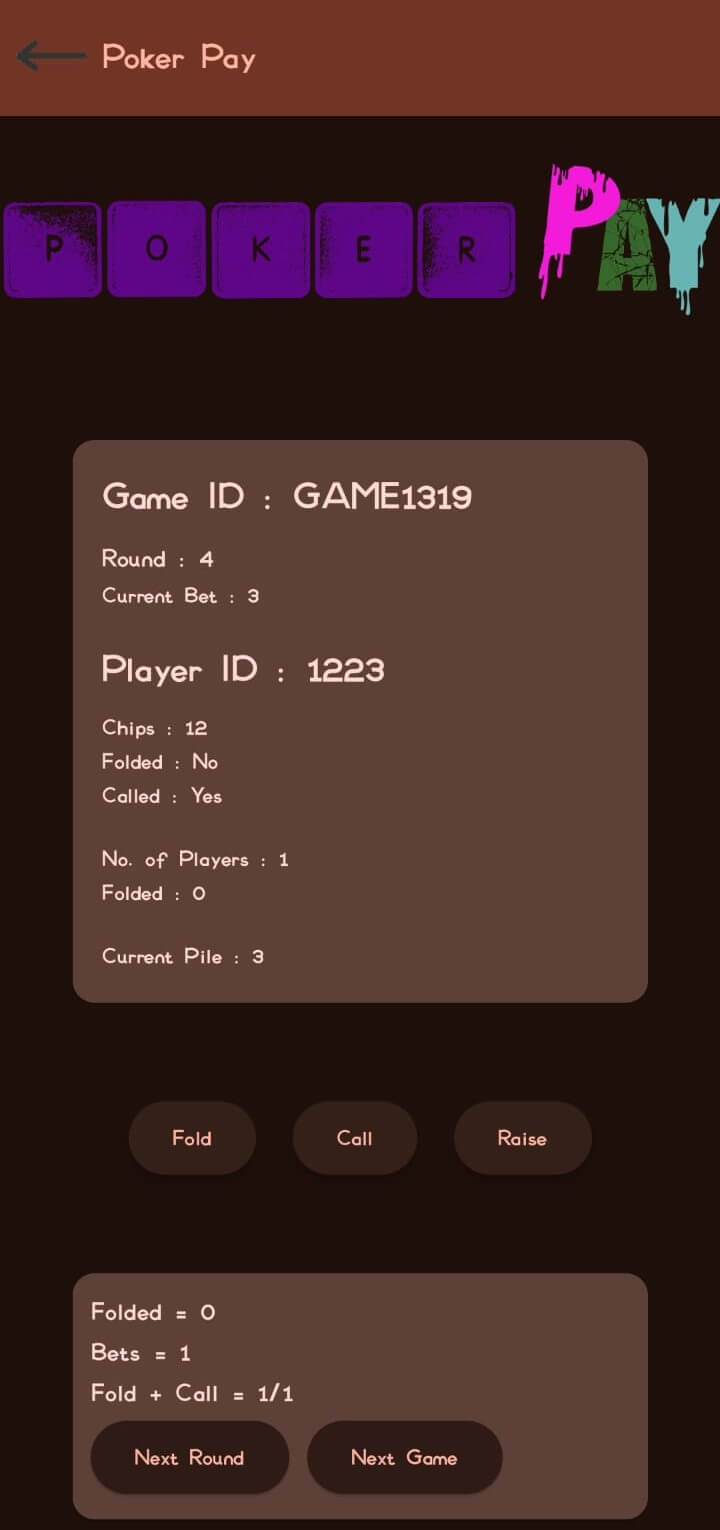 Poker Pay
POKER PAY
Game ID : GAME1319
Round : 4
Current Bet : 3
Player ID : 1223
Chips : 12
Folded : No
Called : Yes
No. of Players : 1
Folded : 0
Current Pile : 3
Fold Call Raise
Folded = 0
Bets = 1
Fold + Call = 1/1
Next Round Next Game